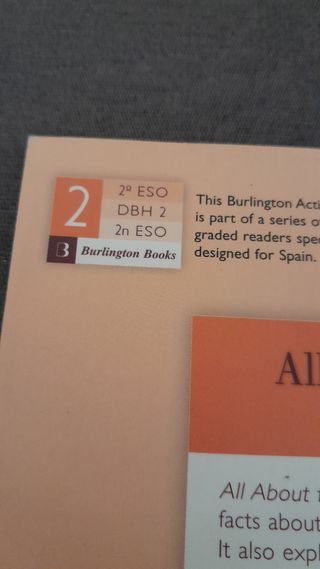 2
2º ESO
DBH 2
2n ESO
B Burlington Books
This Burlington Acti
is part of a series o
graded readers spe
designed for Spain.
All
All About
facts about
It also expl